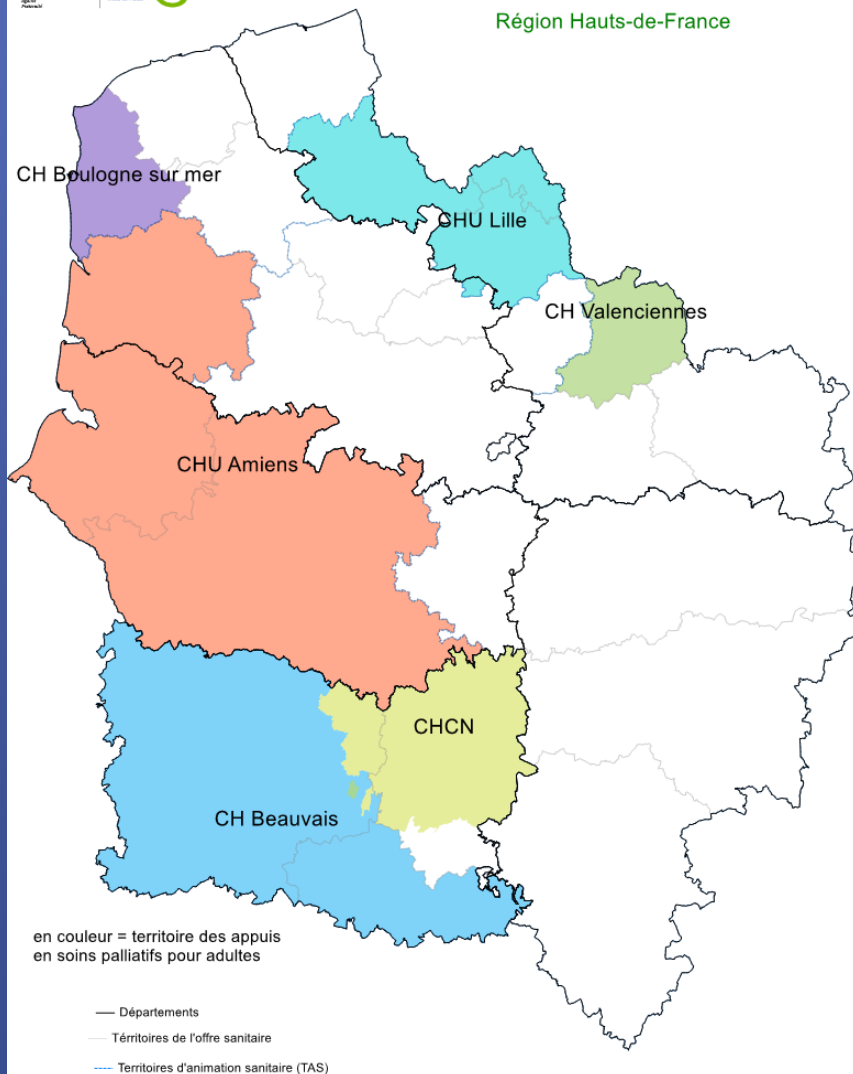 Région Hauts-de-France
CH Boulogne sur mer
CHU Lille
CH Valenciennes
CHU Amiens
CHCN
CH Beauvais
en couleur = territoire des appuis
en soins palliatifs pour adultes
Départements
Térritoires de l'offre sanitaire
Territoires d'animation sanitaire (TAS)